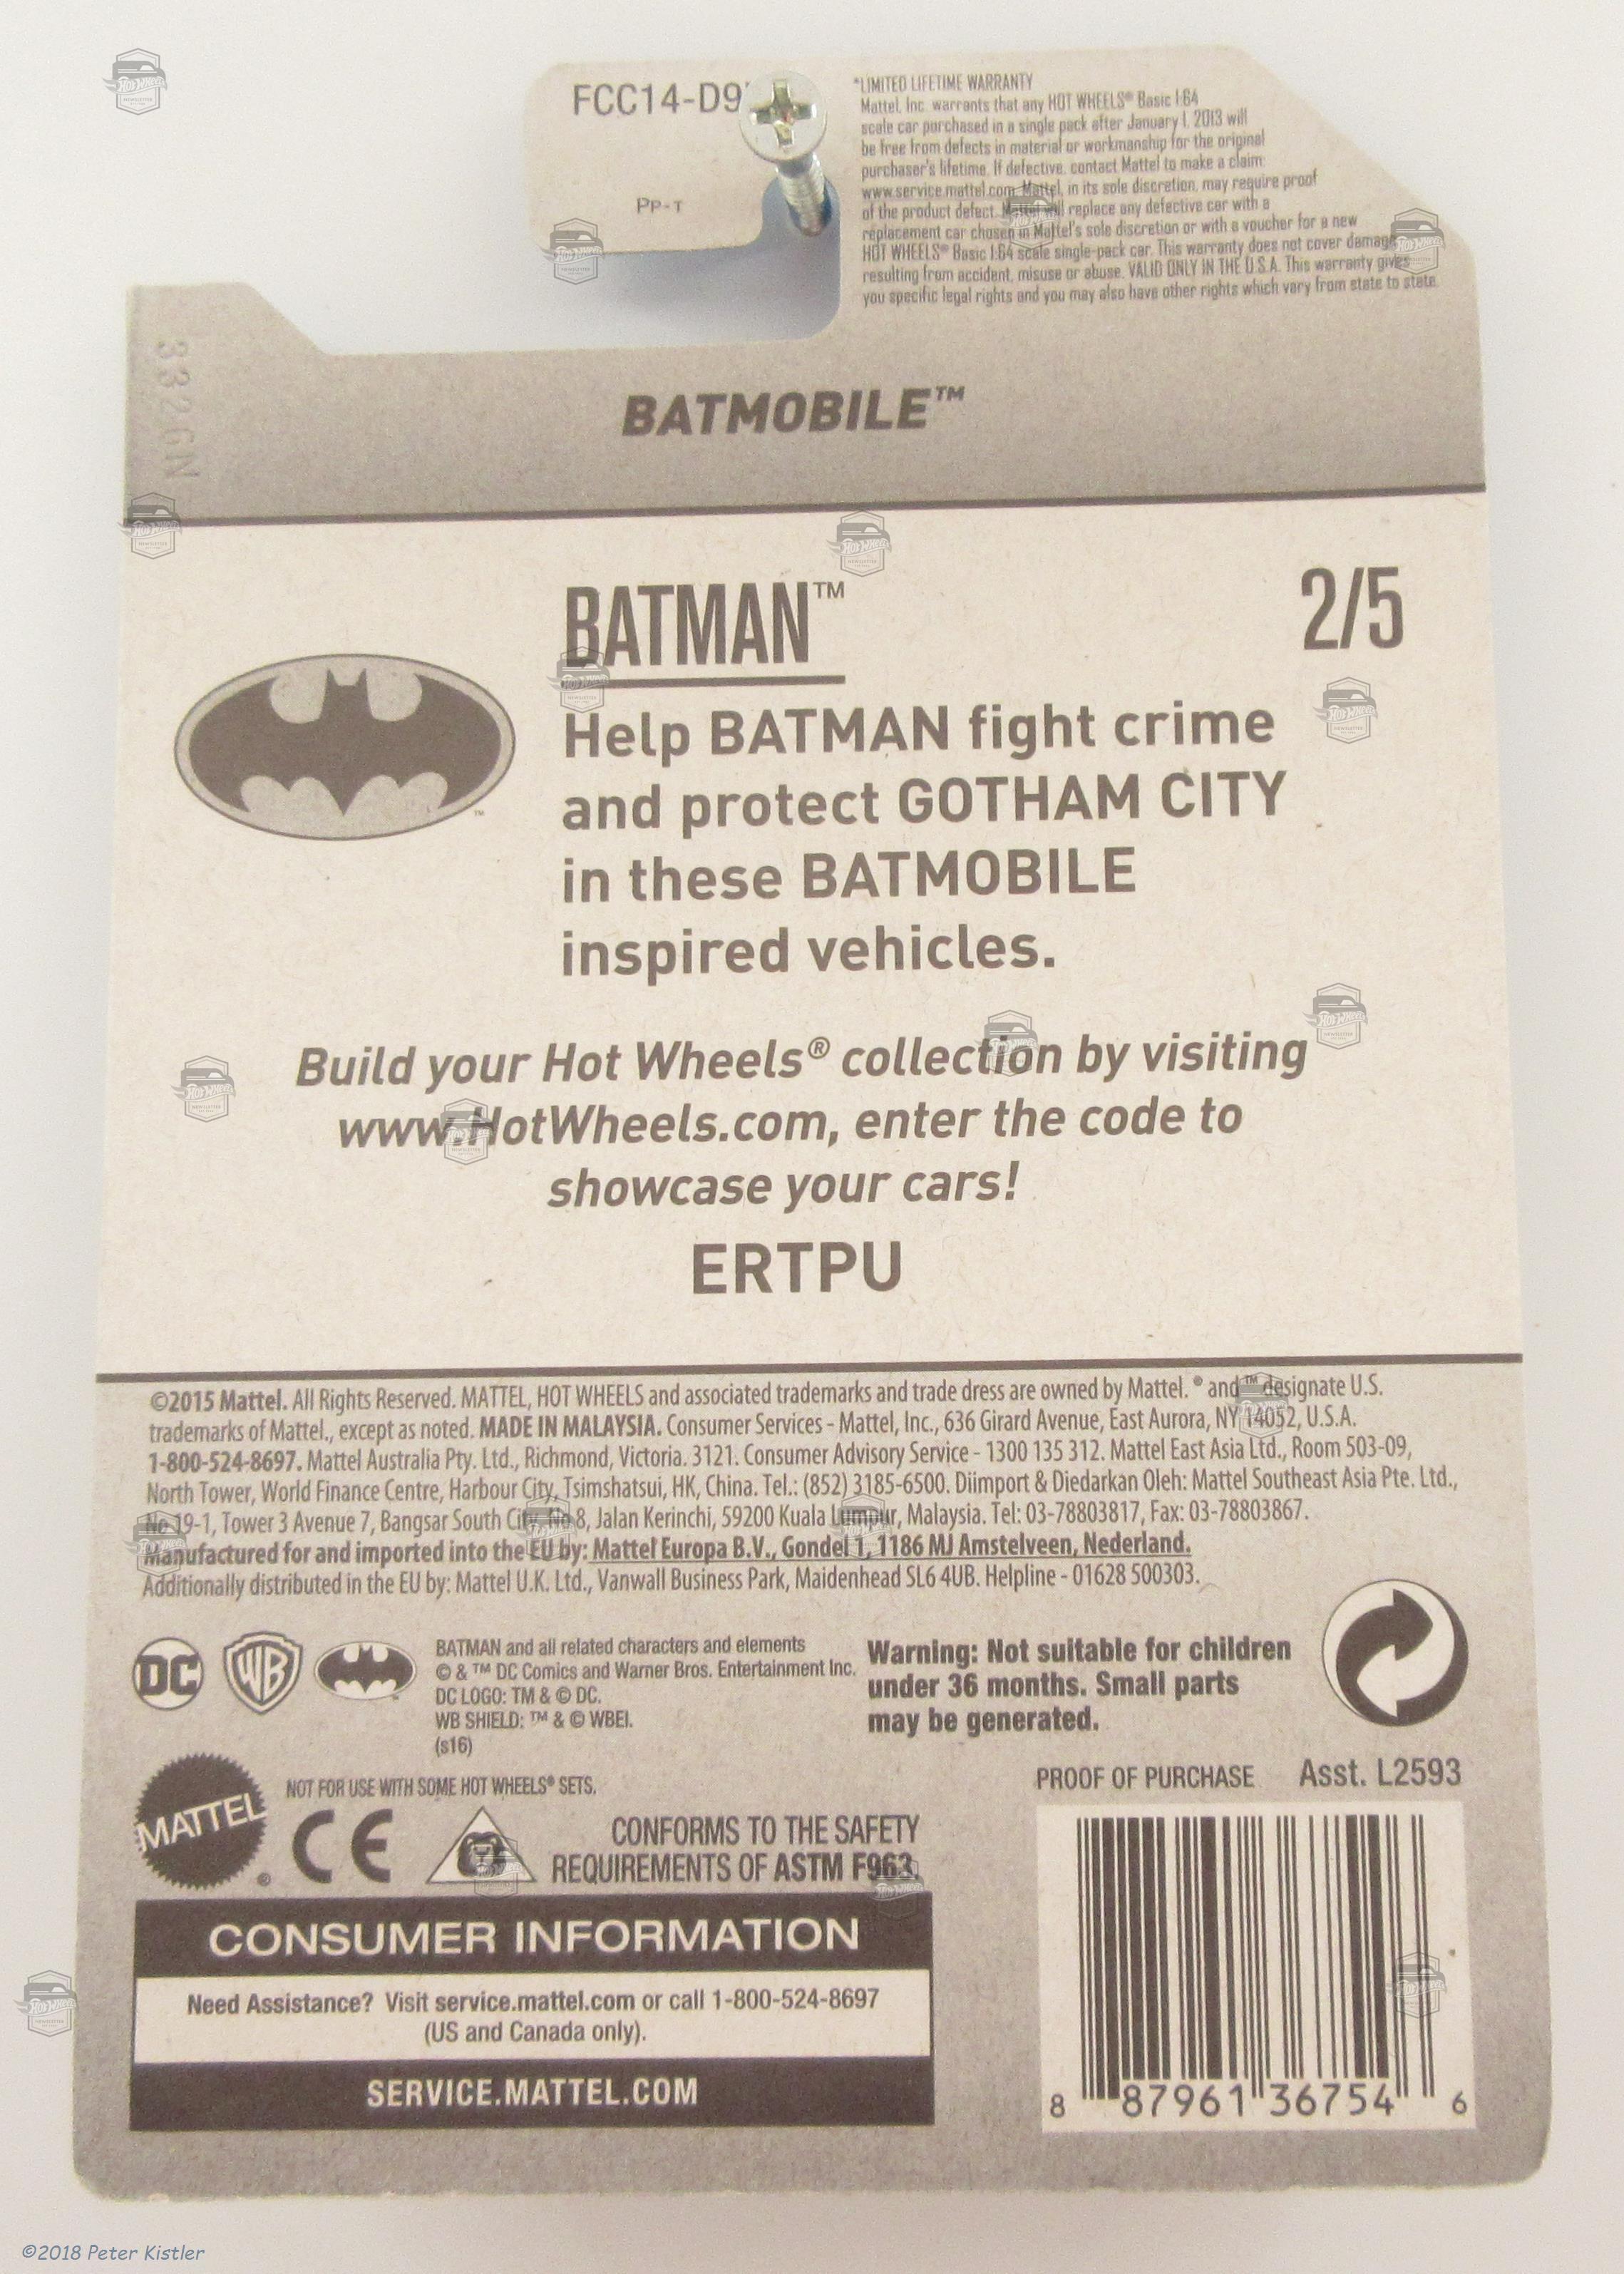 FCC14-D9
PP-T
*LIMITED LIFETIME WARRANTY
Mattel, Inc. warrants that any HOT WHEELS® Basic 1:64
scale car purchased in a single pack after January 1, 2013 will
be free from defects in material or workmanship for the original
purchaser's lifetime. If defective, contact Mattel to make a claim:
www.service.mattel.com. Mattel, in its sole discretion, may require proof
of the product defect. Mattel will replace any defective car with a
replacement car chosen in Mattel's sole discretion or with a voucher for a new
HOT WHEELS® Basic 1:64 scale single-pack car. This warranty does not cover damage
resulting from accident, misuse or abuse. VALID ONLY IN THE U.S.A. This warranty gives
you specific legal rights and you may also have other rights which vary from state to state.
332GN
BATMOBILE™
BATMAN™
2/5
Help BATMAN fight crime
and protect GOTHAM CITY
in these BATMOBILE
inspired vehicles.
Build your Hot Wheels® collection by visiting
www.HotWheels.com, enter the code to
showcase your cars!
ERTPU
©2015 Mattel. All Rights Reserved. MATTEL, HOT WHEELS and associated trademarks and trade dress are owned by Mattel. ® and ™ designate U.S.
trademarks of Mattel., except as noted. MADE IN MALAYSIA. Consumer Services - Mattel, Inc., 636 Girard Avenue, East Aurora, NY 14052, U.S.A.
1-800-524-8697. Mattel Australia Pty. Ltd., Richmond, Victoria. 3121. Consumer Advisory Service - 1300 135 312. Mattel East Asia Ltd., Room 503-09,
North Tower, World Finance Centre, Harbour City, Tsimshatsui, HK, China. Tel.: (852) 3185-6500. Diimport & Diedarkan Oleh: Mattel Southeast Asia Pte. Ltd.,
No 19-1, Tower 3 Avenue 7, Bangsar South City, No 8, Jalan Kerinchi, 59200 Kuala Lumpur, Malaysia. Tel: 03-78803817, Fax: 03-78803867.
Manufactured for and imported into the EU by: Mattel Europa B.V., Gondel 1, 1186 MJ Amstelveen, Nederland.
Additionally distributed in the EU by: Mattel U.K. Ltd., Vanwall Business Park, Maidenhead SL6 4UB. Helpline - 01628 500303.
DC
WB
BATMAN and all related characters and elements
© & ™ DC Comics and Warner Bros. Entertainment Inc.
DC LOGO: TM & © DC.
WB SHIELD: ™ & © WBEI.
(s16)
Warning: Not suitable for children
under 36 months. Small parts
may be generated.
MATTEL®
NOT FOR USE WITH SOME HOT WHEELS® SETS.
CE
CONFORMS TO THE SAFETY
REQUIREMENTS OF ASTM F963.
PROOF OF PURCHASE Asst. L2593
CONSUMER INFORMATION
Need Assistance? Visit service.mattel.com or call 1-800-524-8697
(US and Canada only).
SERVICE.MATTEL.COM
8 87961 36754 6
©2018 Peter Kistler